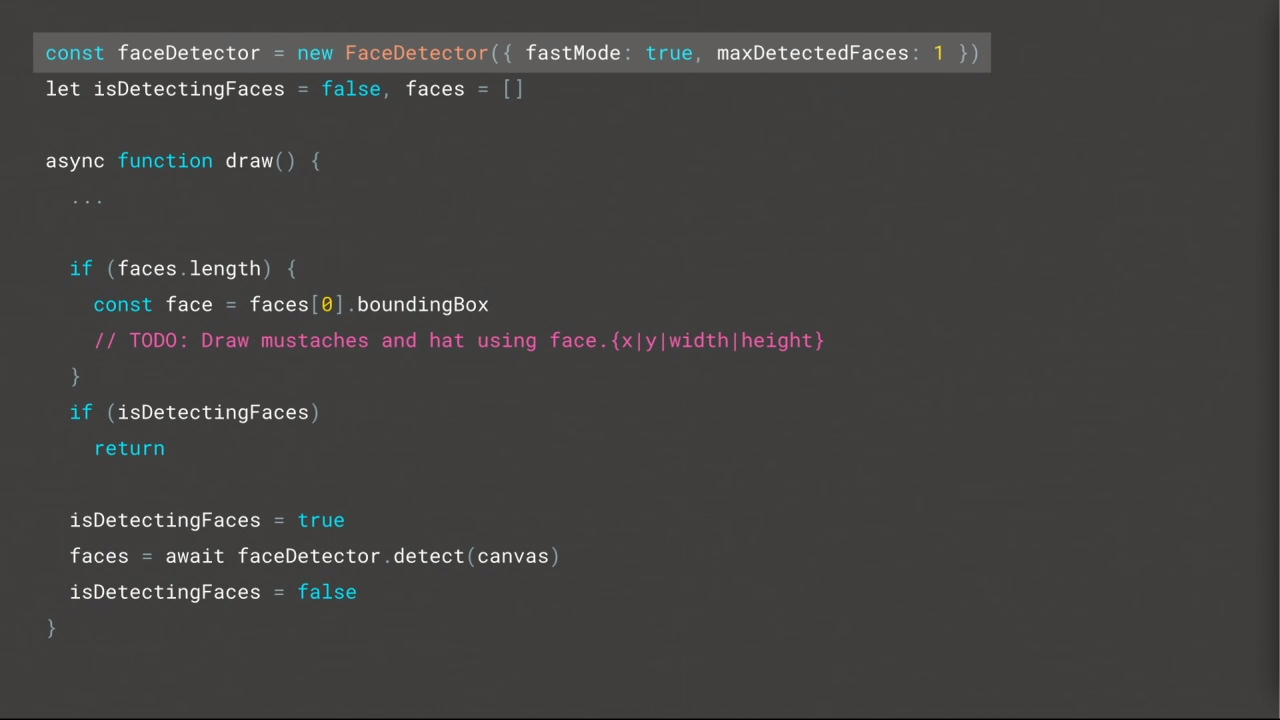 const faceDetector = new FaceDetector({ fastMode: true, maxDetectedFaces: 1 })
let isDetectingFaces = false, faces = []
async function draw() {
...
if (faces.length) {
const face = faces[0].boundingBox
// TODO: Draw mustaches and hat using face.{x|y|width|height}
}
if (isDetectingFaces)
return
isDetectingFaces = true
faces = await faceDetector.detect(canvas)
isDetectingFaces = false
}